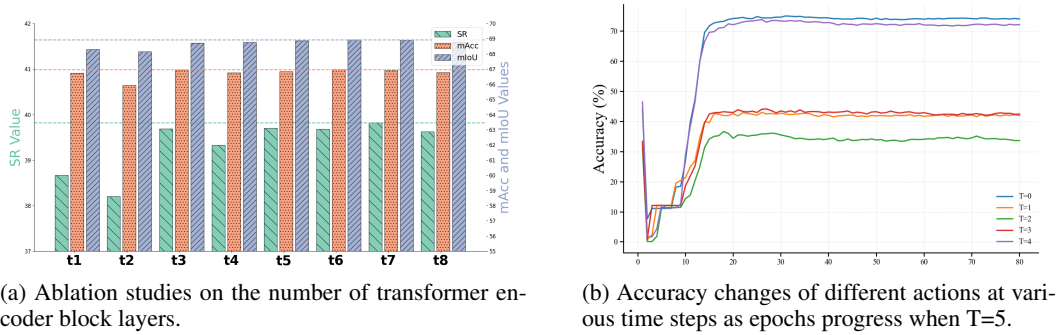 42
41
40
39
38
37
SR Value
SR
mAcc
mIoU
70
69
68
67
66
65
64
63
62
61
60
59
58
57
56
55
mAcc and mIoU Values
t1 t2 t3 t4 t5 t6 t7 t8
(a) Ablation studies on the number of transformer en-
coder block layers.
Accuracy (%)
70
60
50
40
30
20
10
0
T=0
T=1
T=2
T=3
T=4
0 10 20 30 40 50 60 70 80
(b) Accuracy changes of different actions at vari-
ous time steps as epochs progress when T=5.